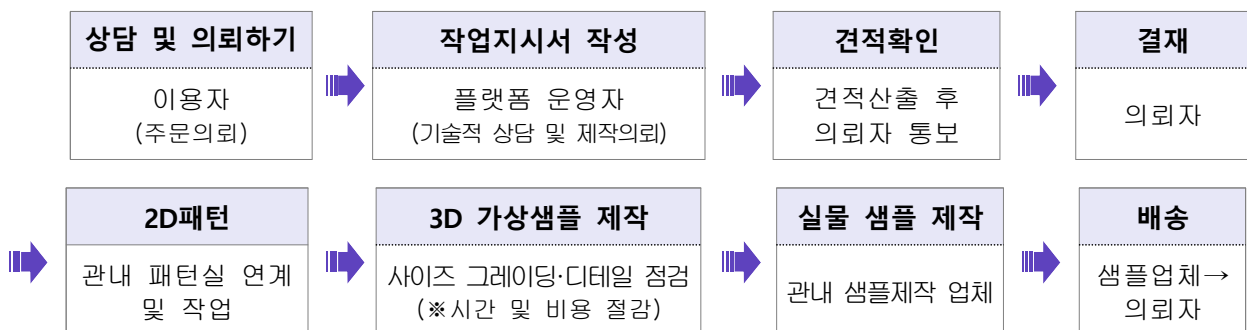 상담 및 의뢰하기
이용자
(주문의뢰)
작업지시서 작성
플랫폼 운영자
(기술적 상담 및 제작의뢰)
견적확인
견적산출 후
의뢰자 통보
결재
의뢰자
2D패턴
관내 패턴실 연계
및 작업
3D 가상샘플 제작
사이즈 그레이딩·디테일 점검
(※시간 및 비용 절감)
실물 샘플 제작
관내 샘플제작 업체
배송
샘플업체→
의뢰자